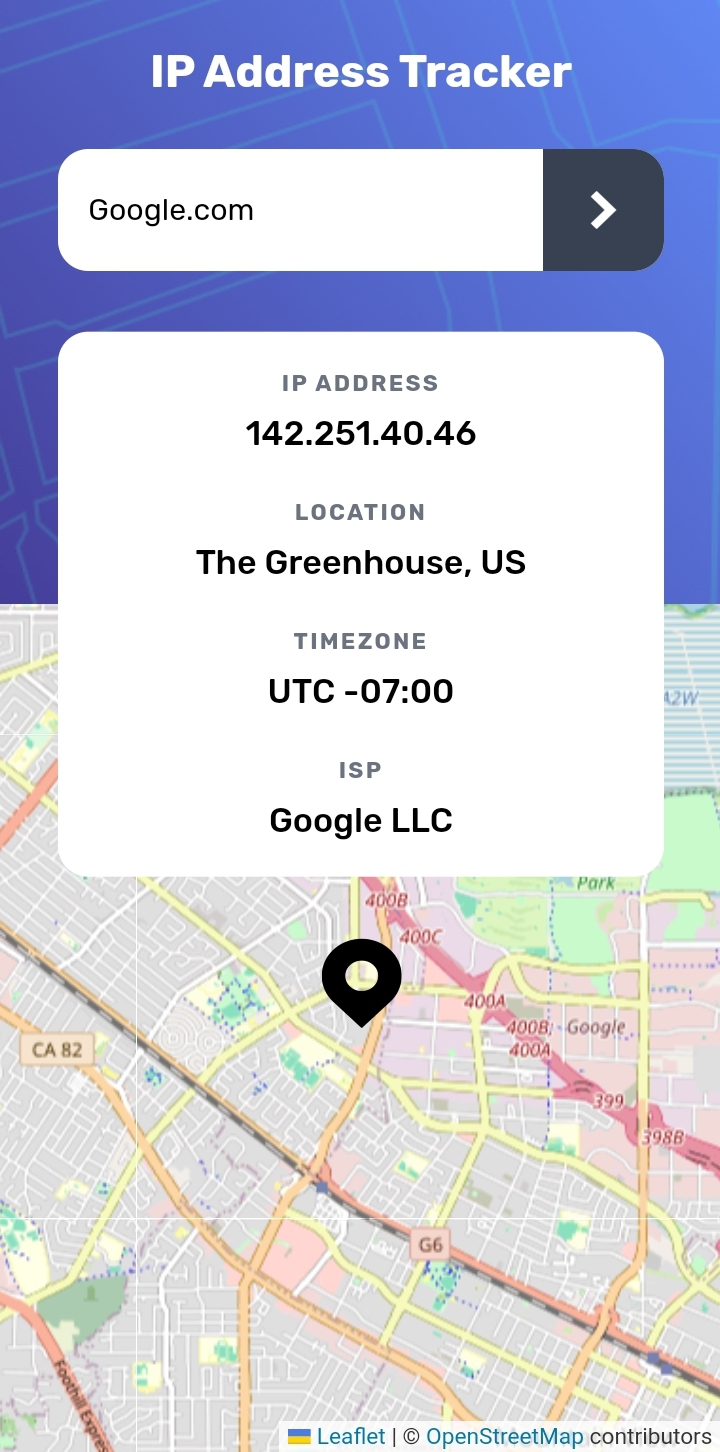 IP Address Tracker
Google.com
IP ADDRESS
142.251.40.46
LOCATION
The Greenhouse, US
TIMEZONE
UTC -07:00
ISP
Google LLC
A2W
Park
400B
400C
400A
400B; Google
400A
CA 82
399
398B
G6
Foothill Expres
Leaflet | © OpenStreetMap contributors